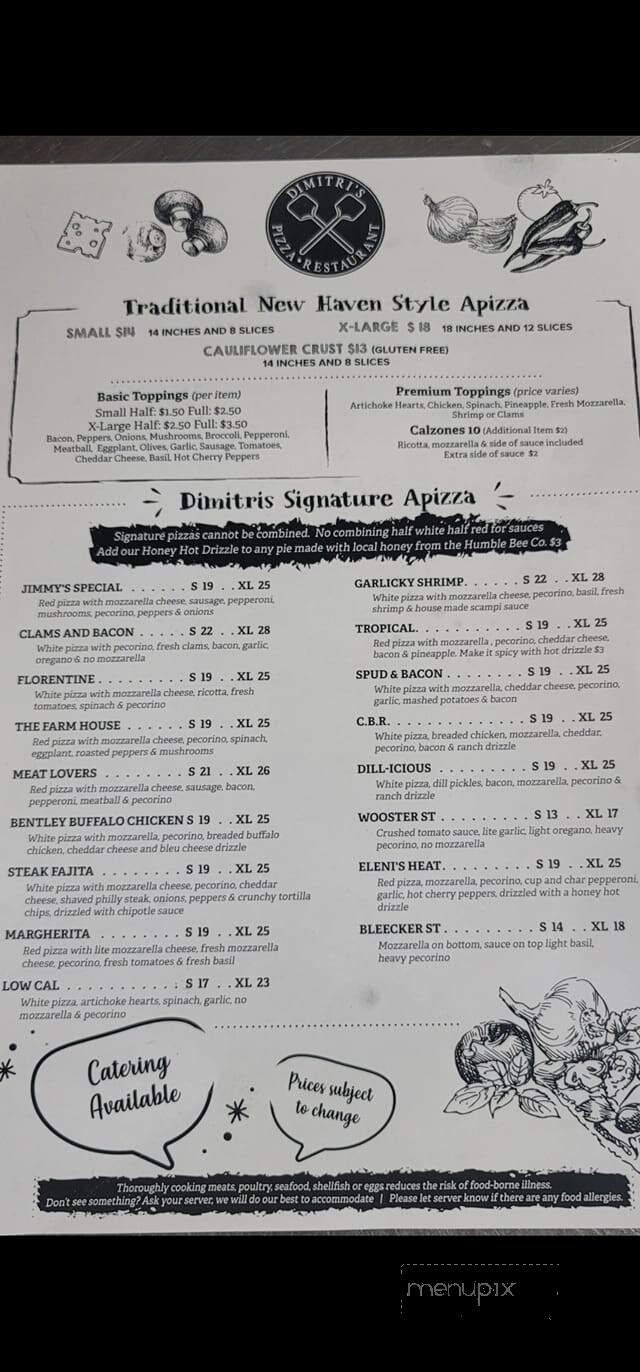 DIMITRI'S
PIZZA • RESTAURANT
Traditional New Haven Style Apizza
SMALL $14 14 INCHES AND 8 SLICES
X-LARGE $18 18 INCHES AND 12 SLICES
CAULIFLOWER CRUST $13 (GLUTEN FREE)
14 INCHES AND 8 SLICES
Basic Toppings (per item)
Small Half: $1.50 Full: $2.50
X-Large Half: $2.50 Full: $3.50
Bacon, Peppers, Onions, Mushrooms, Broccoli, Pepperoni,
Meatball, Eggplant, Olives, Garlic, Sausage, Tomatoes,
Cheddar Cheese, Basil, Hot Cherry Peppers
Premium Toppings (price varies)
Artichoke Hearts, Chicken, Spinach, Pineapple, Fresh Mozzarella,
Shrimp or Clams
Calzones 10 (Additional Item $2)
Ricotta, mozzarella & side of sauce included
Extra side of sauce $2
Dimitris Signature Apizza
Signature pizzas cannot be combined. No combining half white half red for sauces
Add our Honey Hot Drizzle to any pie made with local honey from the Humble Bee Co. $3
JIMMY'S SPECIAL . . . . . . S 19 . . XL 25
Red pizza with mozzarella cheese, sausage, pepperoni,
mushrooms, pecorino, peppers & onions
CLAMS AND BACON . . . . . S 22 . . XL 28
White pizza with pecorino, fresh clams, bacon, garlic,
oregano & no mozzarella
FLORENTINE . . . . . . . . . S 19 . . XL 25
White pizza with mozzarella cheese, ricotta, fresh
tomatoes, spinach & pecorino
THE FARM HOUSE . . . . . . S 19 . . XL 25
Red pizza with mozzarella cheese, pecorino, spinach,
eggplant, roasted peppers & mushrooms
MEAT LOVERS . . . . . . . . S 21 . . XL 26
Red pizza with mozzarella cheese, sausage, bacon,
pepperoni, meatball & pecorino
BENTLEY BUFFALO CHICKEN S 19 . . XL 25
White pizza with mozzarella, pecorino, breaded buffalo
chicken, cheddar cheese and bleu cheese drizzle
STEAK FAJITA . . . . . . . . S 19 . . XL 25
White pizza with mozzarella cheese, pecorino, cheddar
cheese, shaved philly steak, onions, peppers & crunchy tortilla
chips, drizzled with chipotle sauce
MARGHERITA . . . . . . . . S 19 . . XL 25
Red pizza with lite mozzarella cheese, fresh mozzarella
cheese, pecorino, fresh tomatoes & fresh basil
LOW CAL . . . . . . . . . . . S 17 . . XL 23
White pizza, artichoke hearts, spinach, garlic, no
mozzarella & pecorino
GARLICKY SHRIMP. . . . . . S 22 . . XL 28
White pizza with mozzarella cheese, pecorino, basil, fresh
shrimp & house made scampi sauce
TROPICAL. . . . . . . . . . . S 19 . . XL 25
Red pizza with mozzarella , pecorino, cheddar cheese,
bacon & pineapple. Make it spicy with hot drizzle $3
SPUD & BACON . . . . . . . . S 19 . . XL 25
White pizza with mozzarella, cheddar cheese, pecorino,
garlic, mashed potatoes & bacon
C.B.R. . . . . . . . . . . . . . S 19 . . XL 25
White pizza, breaded chicken, mozzarella, cheddar,
pecorino, bacon & ranch drizzle
DILL-ICIOUS . . . . . . . . . S 19 . . XL 25
White pizza, dill pickles, bacon, mozzarella, pecorino &
ranch drizzle
WOOSTER ST . . . . . . . . . S 13 . . XL 17
Crushed tomato sauce, lite garlic, light oregano, heavy
pecorino, no mozzarella
ELENI'S HEAT. . . . . . . . . S 19 . . XL 25
Red pizza, mozzarella, pecorino, cup and char pepperoni,
garlic, hot cherry peppers, drizzled with a honey hot
drizzle
BLEECKER ST. . . . . . . . . S 14 . . XL 18
Mozzarella on bottom, sauce on top light basil,
heavy pecorino
Catering
Available
Prices subject
to change
Thoroughly cooking meats, poultry, seafood, shellfish or eggs reduces the risk of food-borne illness.
Don't see something? Ask your server, we will do our best to accommodate | Please let server know if there are any food allergies.
menupix